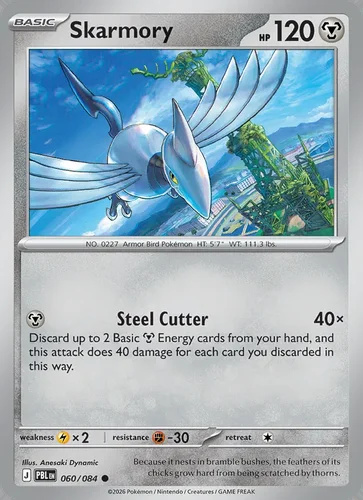 BASIC Skarmory HP 120
NO. 0227 Armor Bird Pokémon HT: 5'7" WT: 111.3 lbs.
Steel Cutter 40×
Discard up to 2 Basic Energy cards from your hand, and
this attack does 40 damage for each card you discarded in
this way.
weakness ×2 resistance -30 retreat
Illus. Anesaki Dynamic
J PBL EN 060/084
Because it nests in bramble bushes, the feathers of
its chicks grow hard from being scratched by thorns.
©2026 Pokémon / Nintendo / Creatures / GAME FREAK